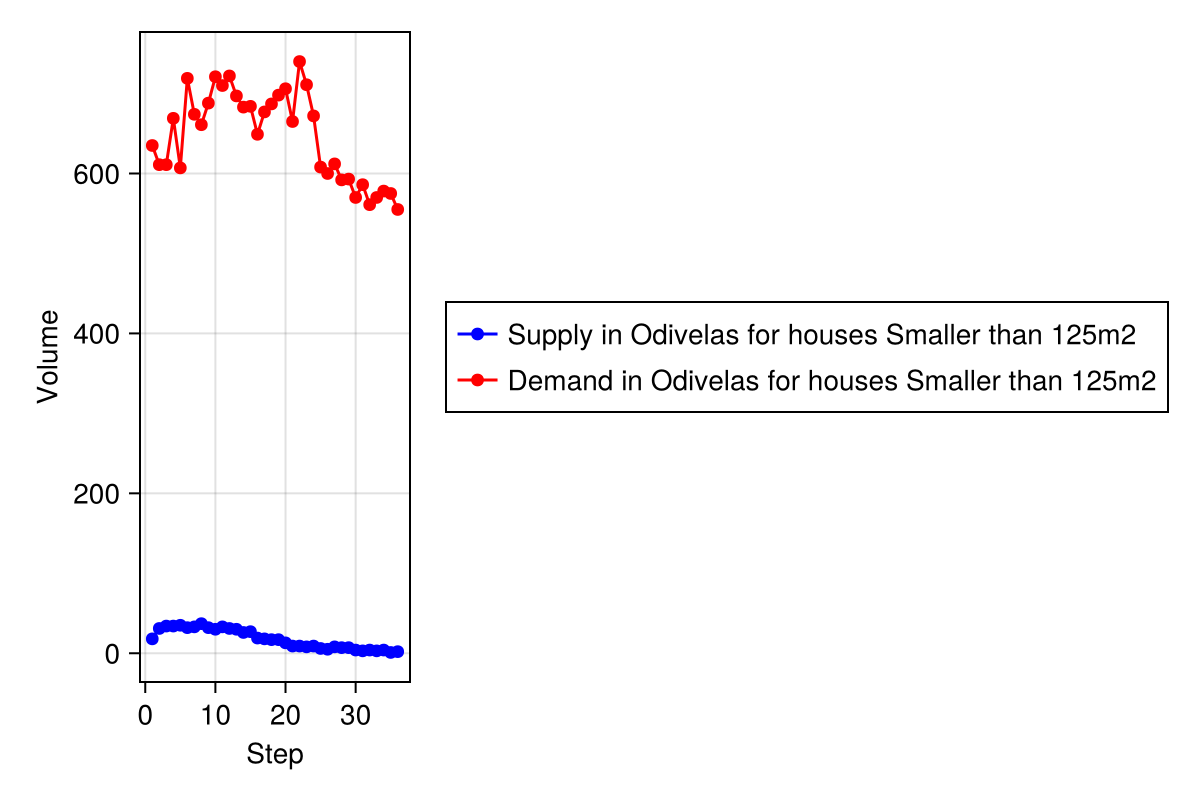 600
400
200
0
Volume
0 10 20 30
Step
Supply in Odivelas for houses Smaller than 125m2
Demand in Odivelas for houses Smaller than 125m2